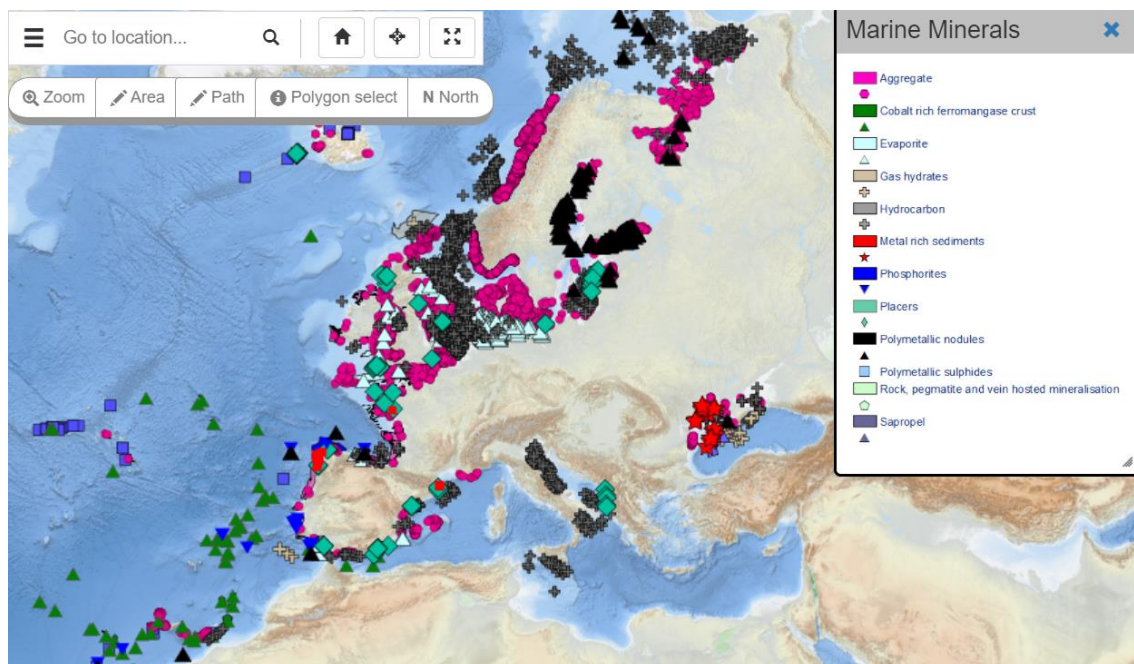 Go to location...
Zoom
Area
Path
Polygon select
N North
Marine Minerals
Aggregate
Cobalt rich ferromangase crust
Evaporite
Gas hydrates
Hydrocarbon
Metal rich sediments
Phosphorites
Placers
Polymetallic nodules
Polymetallic sulphides
Rock, pegmatite and vein hosted mineralisation
Sapropel